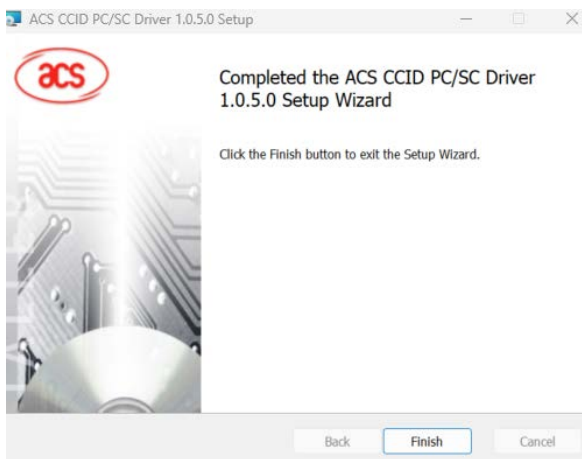 ACS CCID PC/SC Driver 1.0.5.0 Setup
acs
Completed the ACS CCID PC/SC Driver
1.0.5.0 Setup Wizard
Click the Finish button to exit the Setup Wizard.
Back Finish Cancel